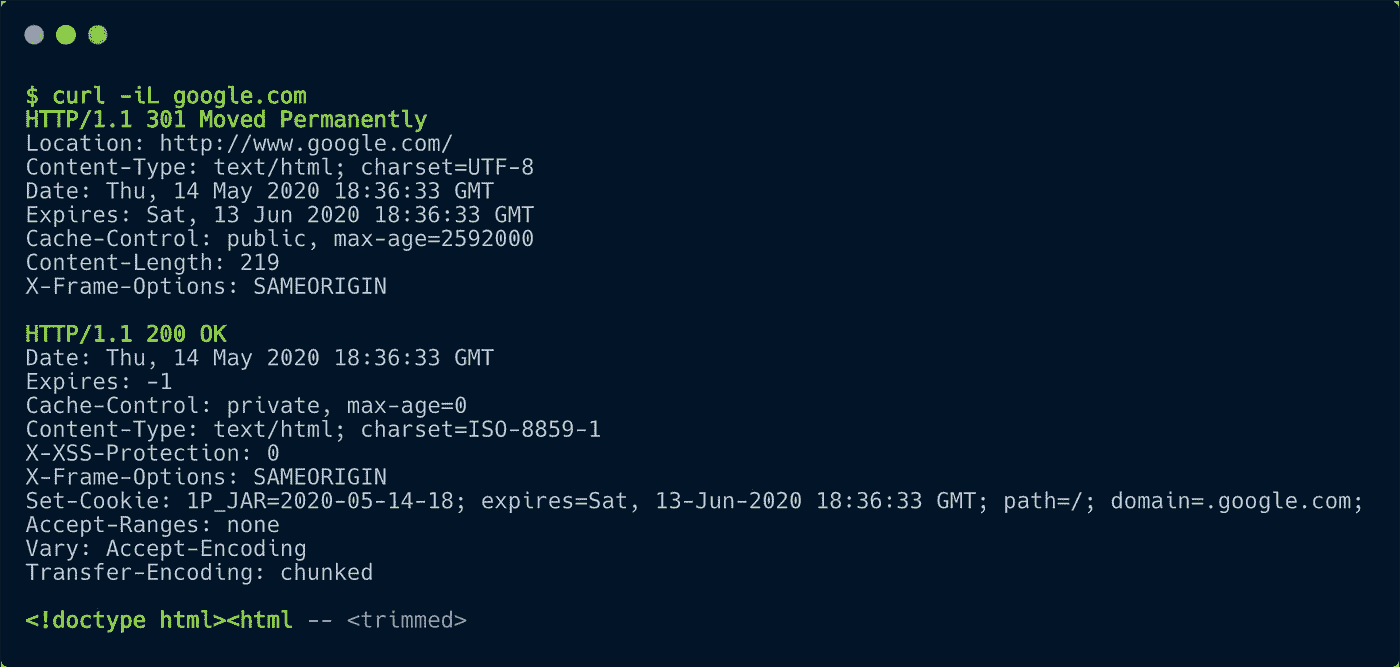 $ curl -iL google.com
HTTP/1.1 301 Moved Permanently
Location: http://www.google.com/
Content-Type: text/html; charset=UTF-8
Date: Thu, 14 May 2020 18:36:33 GMT
Expires: Sat, 13 Jun 2020 18:36:33 GMT
Cache-Control: public, max-age=2592000
Content-Length: 219
X-Frame-Options: SAMEORIGIN
HTTP/1.1 200 OK
Date: Thu, 14 May 2020 18:36:33 GMT
Expires: -1
Cache-Control: private, max-age=0
Content-Type: text/html; charset=ISO-8859-1
X-XSS-Protection: 0
X-Frame-Options: SAMEORIGIN
Set-Cookie: 1P_JAR=2020-05-14-18; expires=Sat, 13-Jun-2020 18:36:33 GMT; path=/; domain=.google.com;
Accept-Ranges: none
Vary: Accept-Encoding
Transfer-Encoding: chunked
<!doctype html><html -- <trimmed>